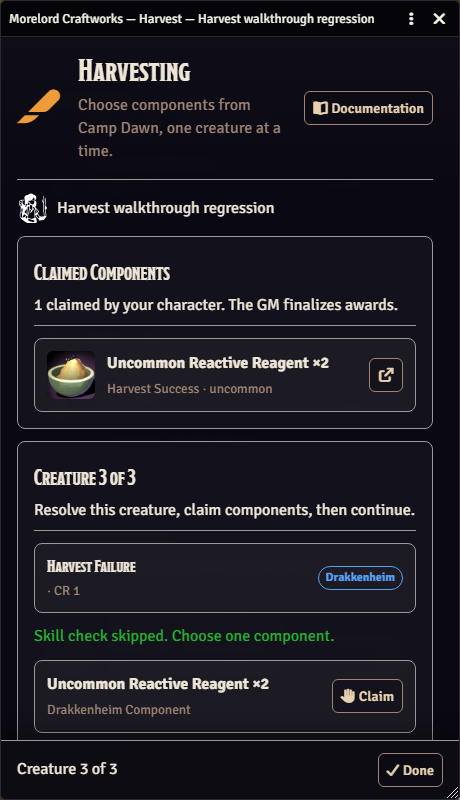 Morelord Craftworks — Harvest — Harvest walkthrough regression
Harvesting
Choose components from
Camp Dawn, one creature at a
time.
Documentation
Harvest walkthrough regression
Claimed Components
1 claimed by your character. The GM finalizes awards.
Uncommon Reactive Reagent ×2
Harvest Success · uncommon
Creature 3 of 3
Resolve this creature, claim components, then continue.
Harvest Failure
· CR 1
Drakkenheim
Skill check skipped. Choose one component.
Uncommon Reactive Reagent ×2
Drakkenheim Component
Claim
Creature 3 of 3
Done